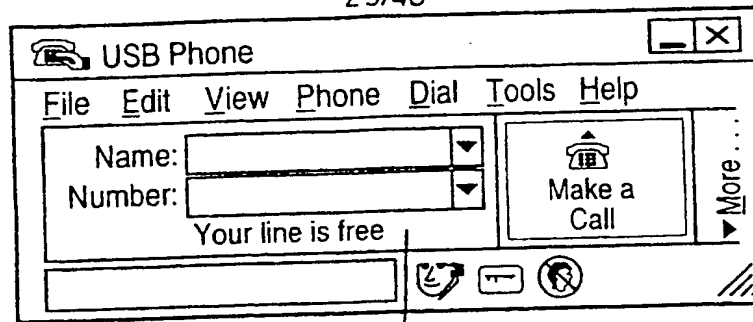 USB Phone
File Edit View Phone Dial Tools Help
Name:
Number:
Your line is free
Make a
Call
More...